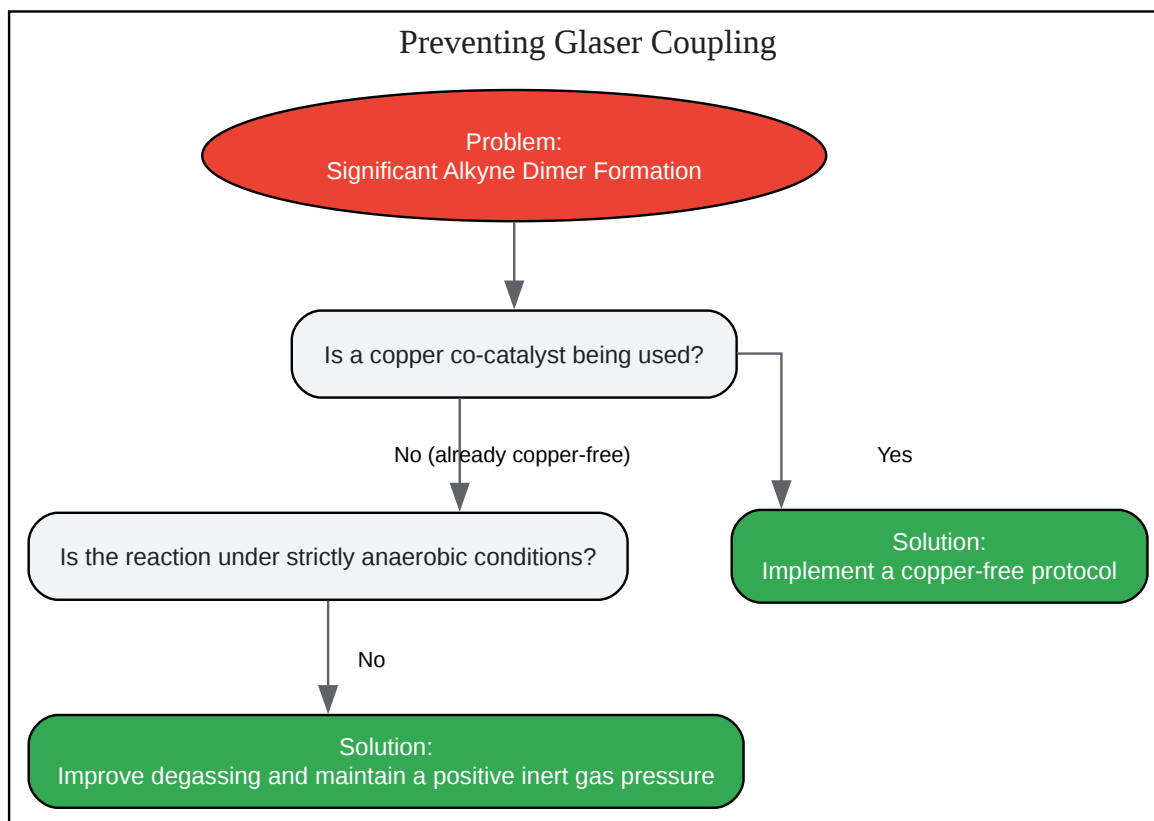 Preventing Glaser Coupling
Problem:
Significant Alkyne Dimer Formation
Is a copper co-catalyst being used?
No (already copper-free)
Yes
Is the reaction under strictly anaerobic conditions?
Solution:
Implement a copper-free protocol
No
Solution:
Improve degassing and maintain a positive inert gas pressure